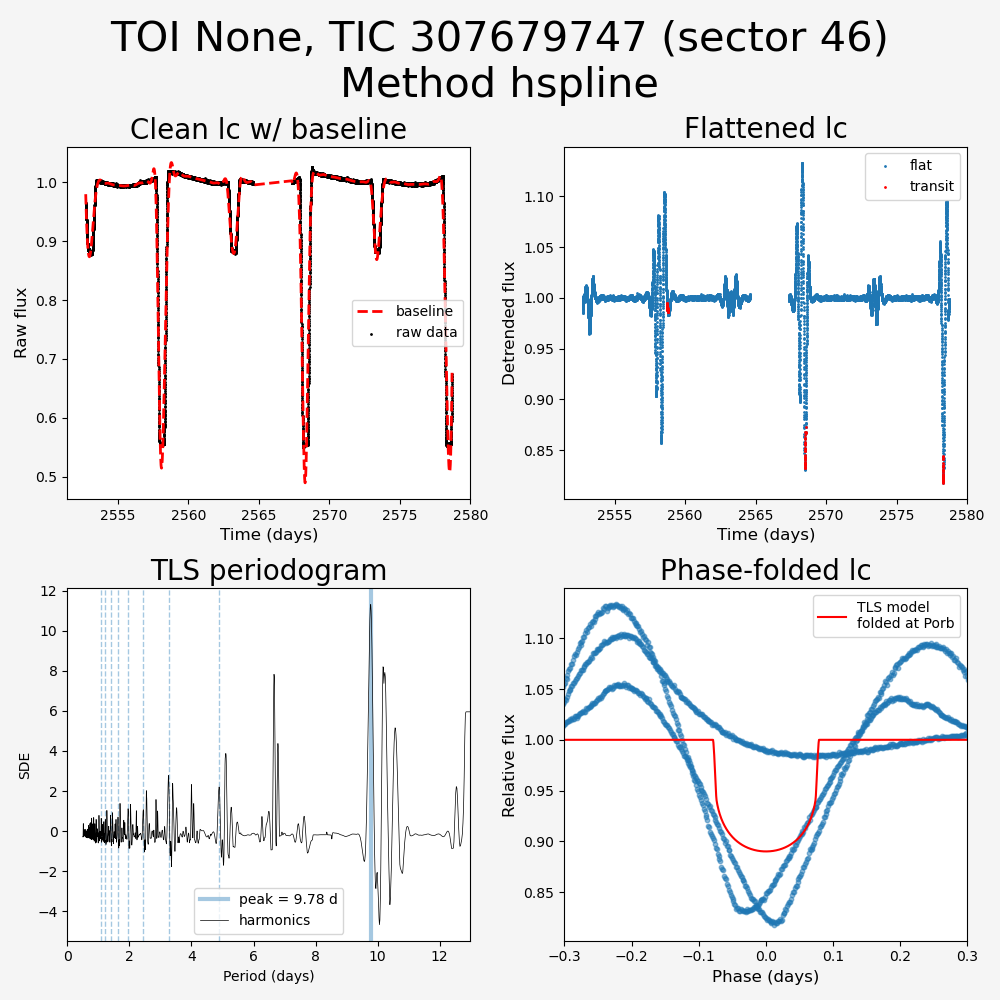 TOI None, TIC 307679747 (sector 46)
Method hspline
Clean lc w/ baseline
Raw flux
1.0
0.9
0.8
0.7
0.6
0.5
baseline
raw data
2555
2560
2565
2570
2575
2580
Time (days)
Flattened lc
Detrended flux
1.10
1.05
1.00
0.95
0.90
0.85
flat
transit
2555
2560
2565
2570
2575
2580
Time (days)
TLS periodogram
SDE
12
10
8
6
4
2
0
−2
−4
peak = 9.78 d
harmonics
0
2
4
6
8
10
12
Period (days)
Phase-folded lc
Relative flux
1.10
1.05
1.00
0.95
0.90
0.85
TLS model
folded at Porb
−0.3
−0.2
−0.1
0.0
0.1
0.2
0.3
Phase (days)